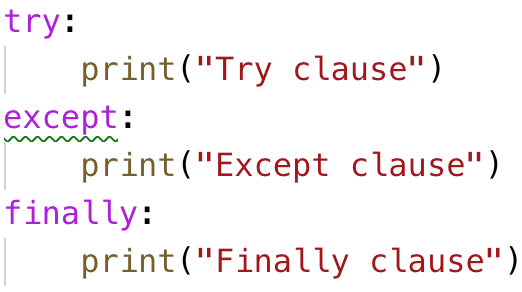 try:
    print("Try clause")
except:
    print("Except clause")
finally:
    print("Finally clause")